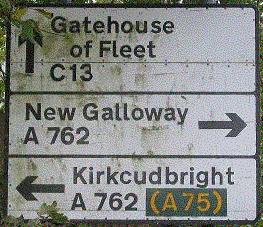 Gatehouse
of Fleet
C13
New Galloway
A 762
Kirkcudbright
A 762 (A75)